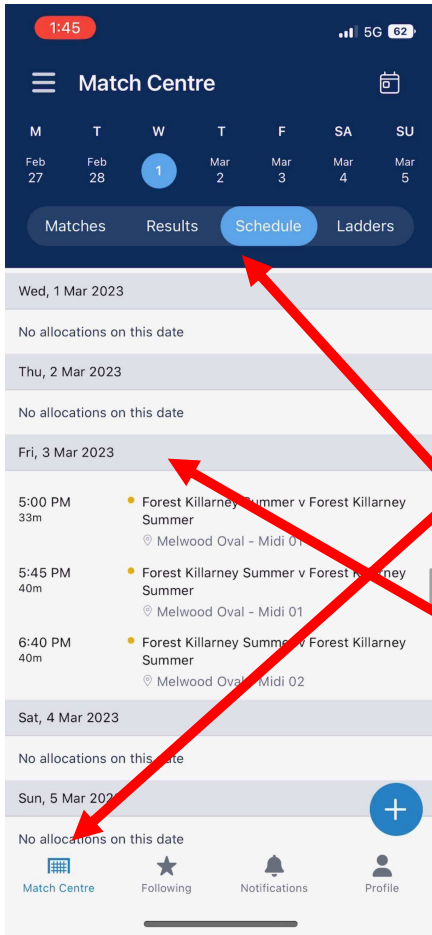 1:45 5G 62
Match Centre
M T W T F SA SU
Feb Feb Mar Mar Mar Mar
27 28 1 2 3 4 5
Matches Results Schedule Ladders
Wed, 1 Mar 2023
No allocations on this date
Thu, 2 Mar 2023
No allocations on this date
Fri, 3 Mar 2023
5:00 PM Forest Killarney Summer v Forest Killarney
33m Summer
Melwood Oval - Midi 01
5:45 PM Forest Killarney Summer v Forest Killarney
40m Summer
Melwood Oval - Midi 01
6:40 PM Forest Killarney Summer v Forest Killarney
40m Summer
Melwood Oval - Midi 02
Sat, 4 Mar 2023
No allocations on this date
Sun, 5 Mar 2023
No allocations on this date
Match Centre Following Notifications Profile